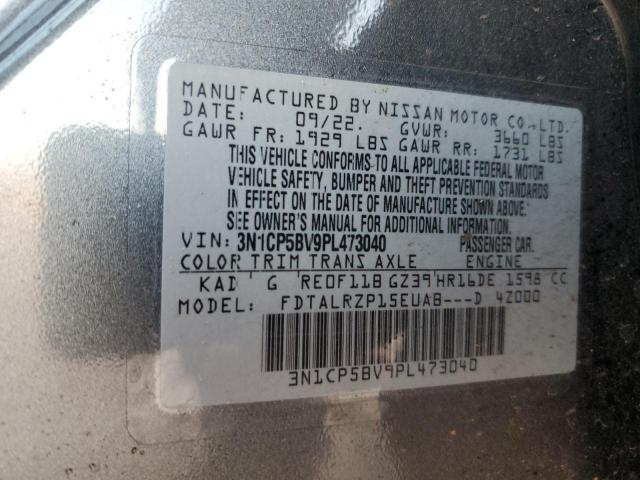 MANUFACTURED BY NISSAN MOTOR CO.,LTD.
DATE: 09/22. GVWR: 3660 LBS
GAWR FR: 1929 LBS GAWR RR: 1731 LBS
THIS VEHICLE CONFORMS TO ALL APPLICABLE FEDERAL MOTOR
VEHICLE SAFETY, BUMPER AND THEFT PREVENTION STANDARDS
IN EFFECT ON THE DATE OF MANUFACTURE SHOWN ABOVE.
SEE OWNER'S MANUAL FOR ADDITIONAL INFORMATION.
VIN: 3N1CP5BV9PL473040 PASSENGER CAR.
COLOR TRIM TRANS AXLE ENGINE
KAD G RE0F11B GZ39 HR16DE 1598 CC
MODEL: FDTALRZP15EUAB---D 4Z000
3N1CP5BV9PL473040